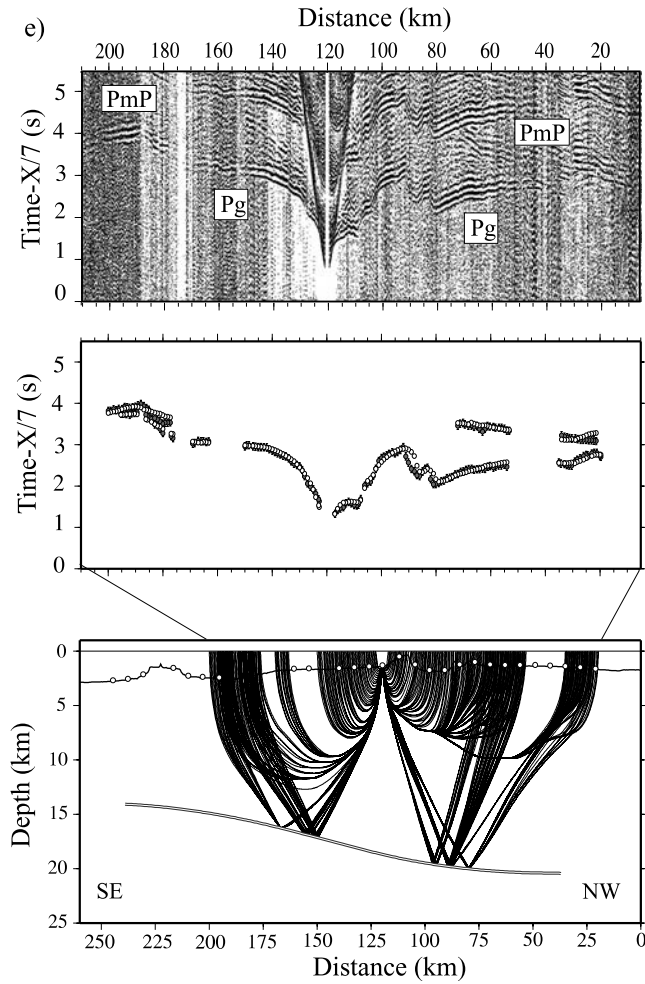 e)
Distance (km)
200 180 160 140 120 100 80 60 40 20
Time-X/7 (s)
5
4
3
2
1
0
PmP
Pg
PmP
Pg
Time-X/7 (s)
5
4
3
2
1
0
Depth (km)
0
5
10
15
20
25
SE
NW
250 225 200 175 150 125 100 75 50 25 0
Distance (km)